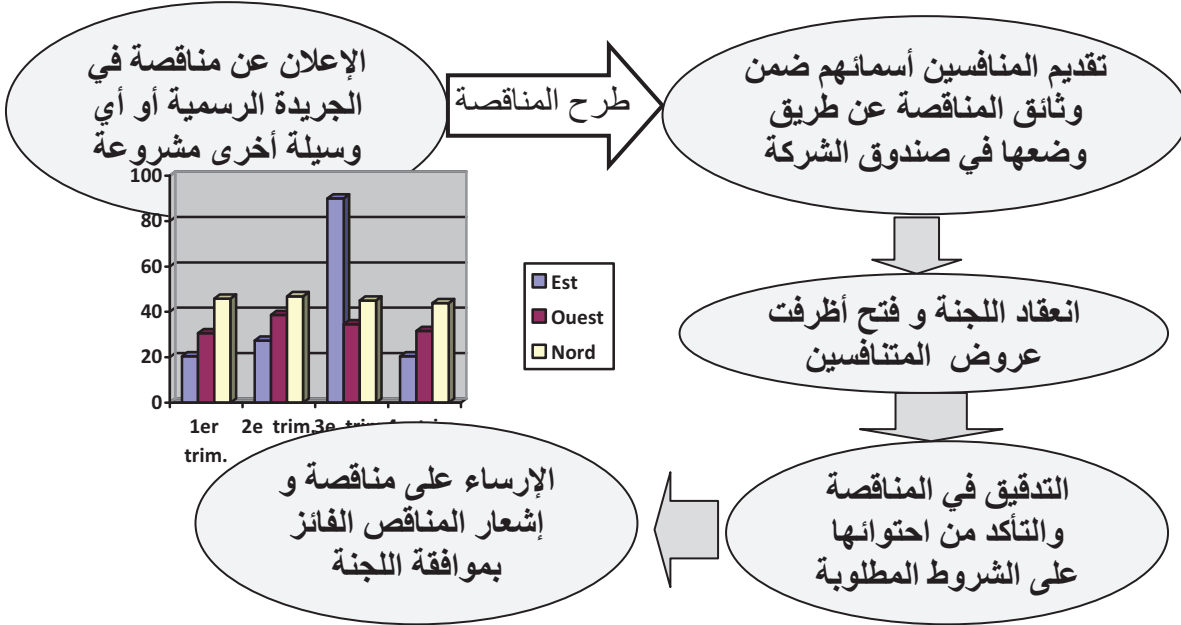 الإعلان عن مناقصة في
الجريدة الرسمية أو أي
وسيلة أخرى مشروعة
طرح المناقصة
تقديم المنافسين أسمائهم ضمن
وثائق المناقصة عن طريق
وضعها في صندوق الشركة
انعقاد اللجنة و فتح أظرفت
عروض المتنافسين
التدقيق في المناقصة
والتأكد من احتوائها
على الشروط المطلوبة
الإرساء على مناقصة و
إشعار المناقص الفائز
بموافقة اللجنة
100
80
60
40
20
0
1er
trim.
2e trim.
3e
Est
Ouest
Nord